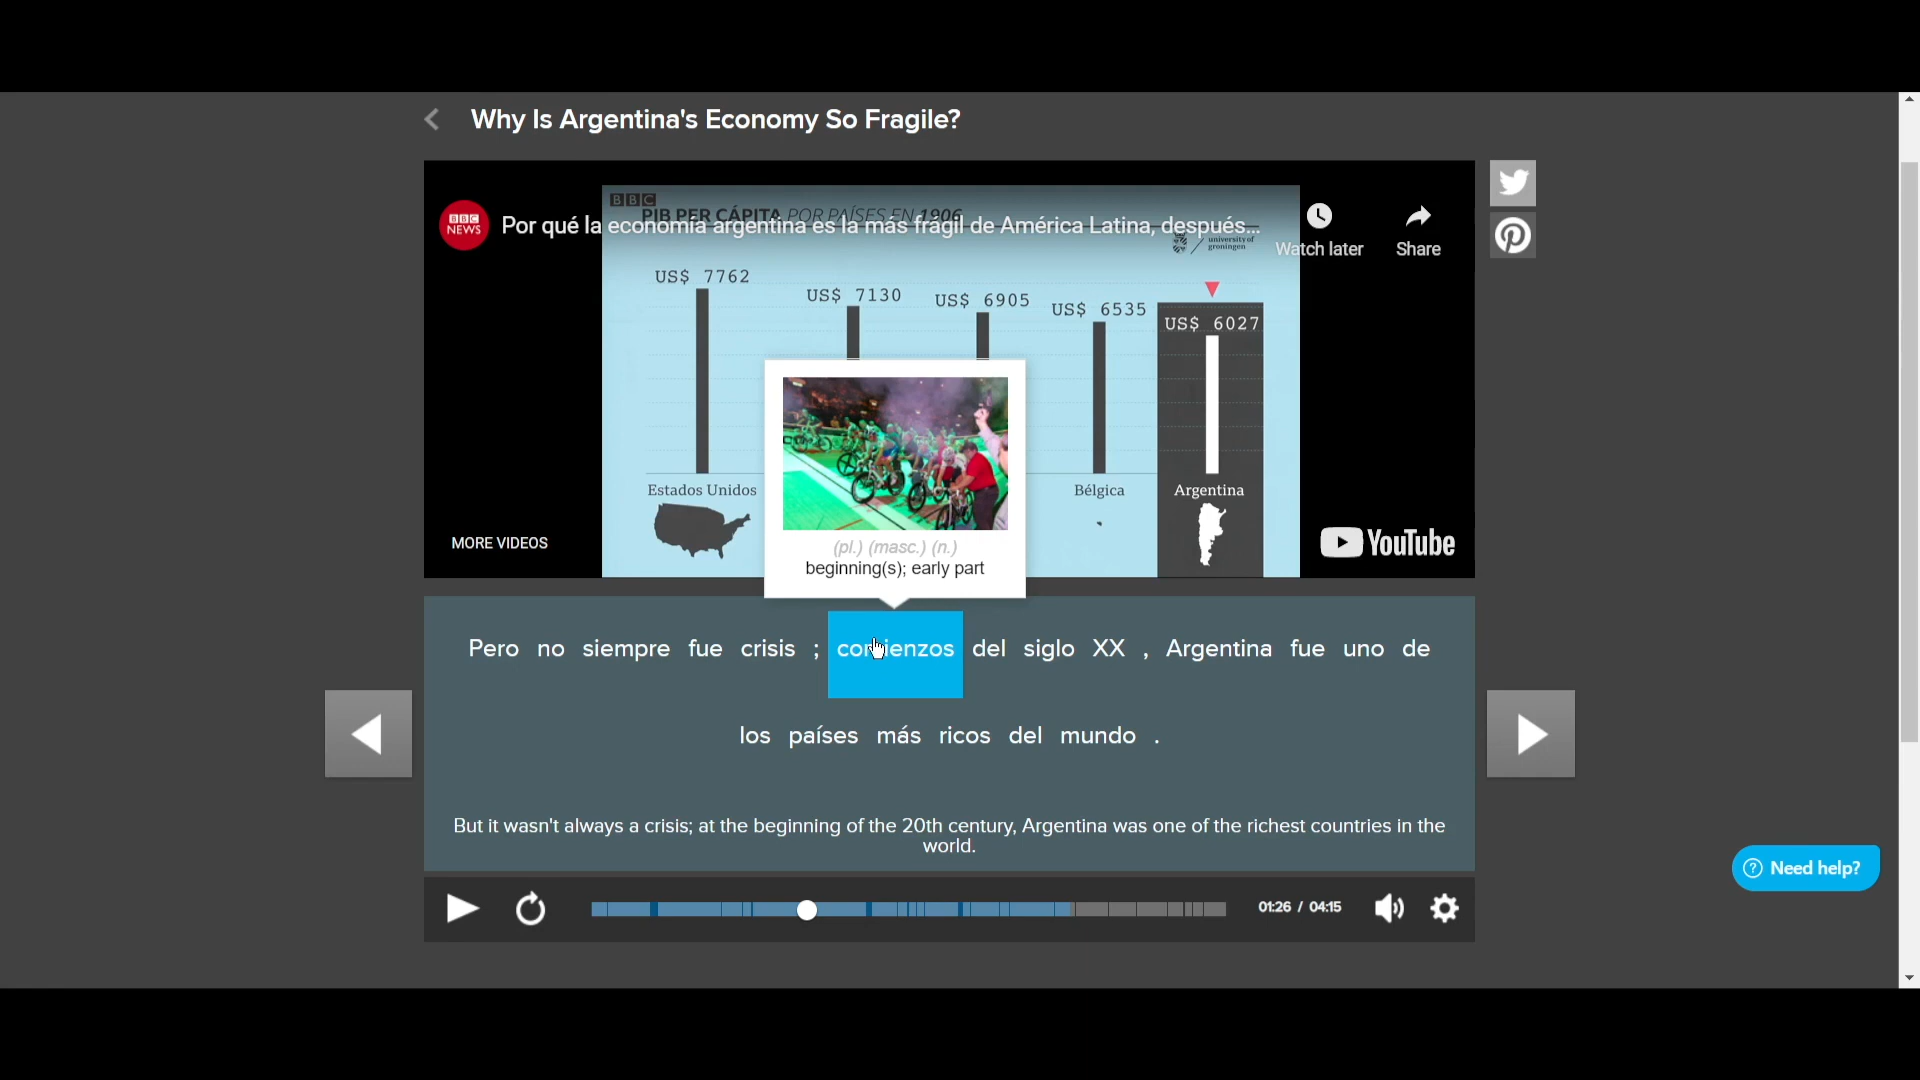 Why Is Argentina's Economy So Fragile?
BBC
PIB PER CÁPITA POR PAÍSES EN 1906
BBC
NEWS
Por qué la economía argentina es la más frágil de América Latina, después...
Watch later
Share
university of
groningen
US$ 7762
US$ 7130
US$ 6905
US$ 6535
US$ 6027
Estados Unidos
Bélgica
Argentina
MORE VIDEOS
YouTube
(pl.) (masc.) (n.)
beginning(s); early part
Pero no siempre fue crisis ; comienzos del siglo XX , Argentina fue uno de
los países más ricos del mundo .
But it wasn't always a crisis; at the beginning of the 20th century, Argentina was one of the richest countries in the
world.
Need help?
01:26 / 04:15